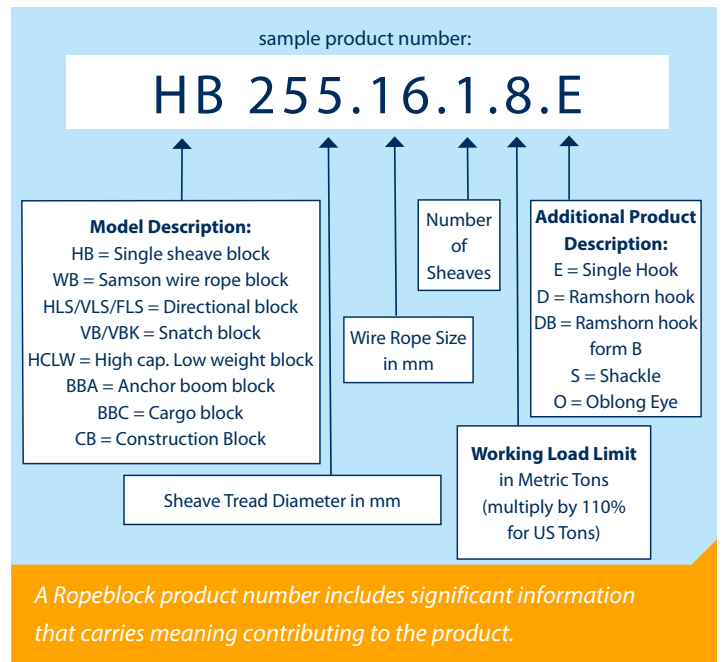 sample product number:
HB 255.16.1.8.E
Model Description:
HB = Single sheave block
WB = Samson wire rope block
HLS/VLS/FLS = Directional block
VB/VBK = Snatch block
HCLW = High cap. Low weight block
BBA = Anchor boom block
BBC = Cargo block
CB = Construction Block
Sheave Tread Diameter in mm
Wire Rope Size
in mm
Number
of
Sheaves
Working Load Limit
in Metric Tons
(multiply by 110%
for US Tons)
Additional Product
Description:
E = Single Hook
D = Ramshorn hook
DB = Ramshorn hook
form B
S = Shackle
O = Oblong Eye
A Ropeblock product number includes significant information
that carries meaning contributing to the product.